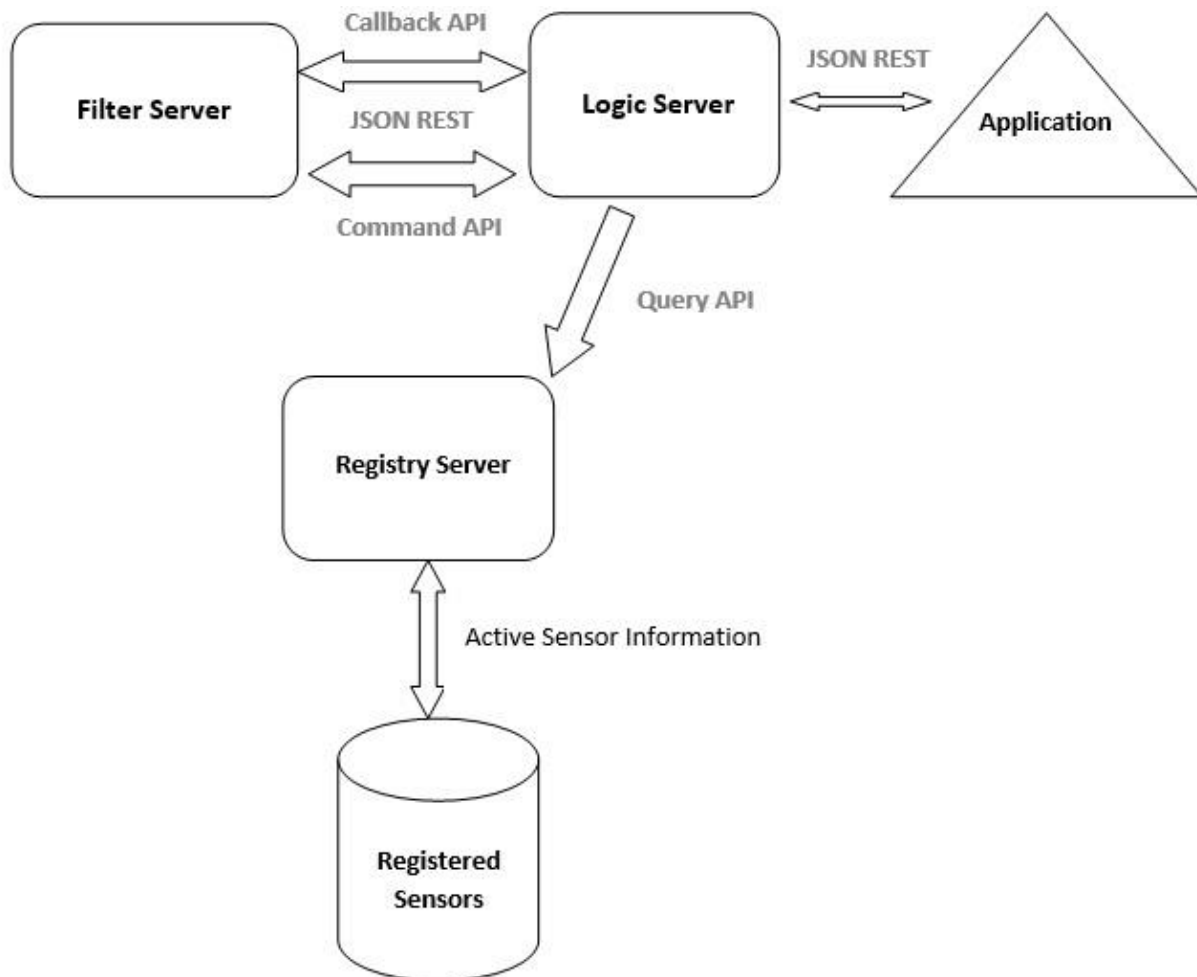 Callback API
JSON REST
Filter Server
Logic Server
Application
JSON REST
Command API
Query API
Registry Server
Active Sensor Information
Registered
Sensors